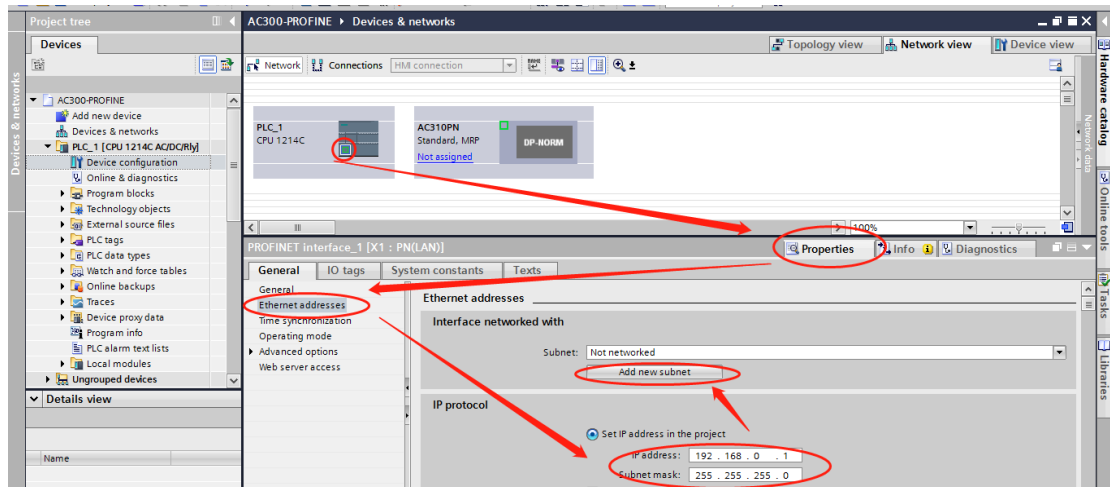 Project tree
AC300-PROFINE ▸ Devices & networks
Devices
Topology view
Network view
Device view
Network
Connections
HMI connection
AC300-PROFINE
Add new device
Devices & networks
PLC_1 [CPU 1214C AC/DC/Rly]
Device configuration
Online & diagnostics
Program blocks
Technology objects
External source files
PLC tags
PLC data types
Watch and force tables
Online backups
Traces
Device proxy data
Program info
PLC alarm text lists
Local modules
Ungrouped devices
Details view
Name
Devices & networks
PLC_1
CPU 1214C
AC310PN
Standard, MRP
Not assigned
DP-NORM
100%
Network data
PROFINET interface_1 [X1 : PN(LAN)]
Properties
Info
Diagnostics
General
IO tags
System constants
Texts
General
Ethernet addresses
Time synchronization
Operating mode
Advanced options
Web server access
Ethernet addresses
Interface networked with
Subnet: Not networked
Add new subnet
IP protocol
Set IP address in the project
IP address: 192 . 168 . 0 . 1
Subnet mask: 255 . 255 . 255 . 0
Hardware catalog
Online tools
Tasks
Libraries